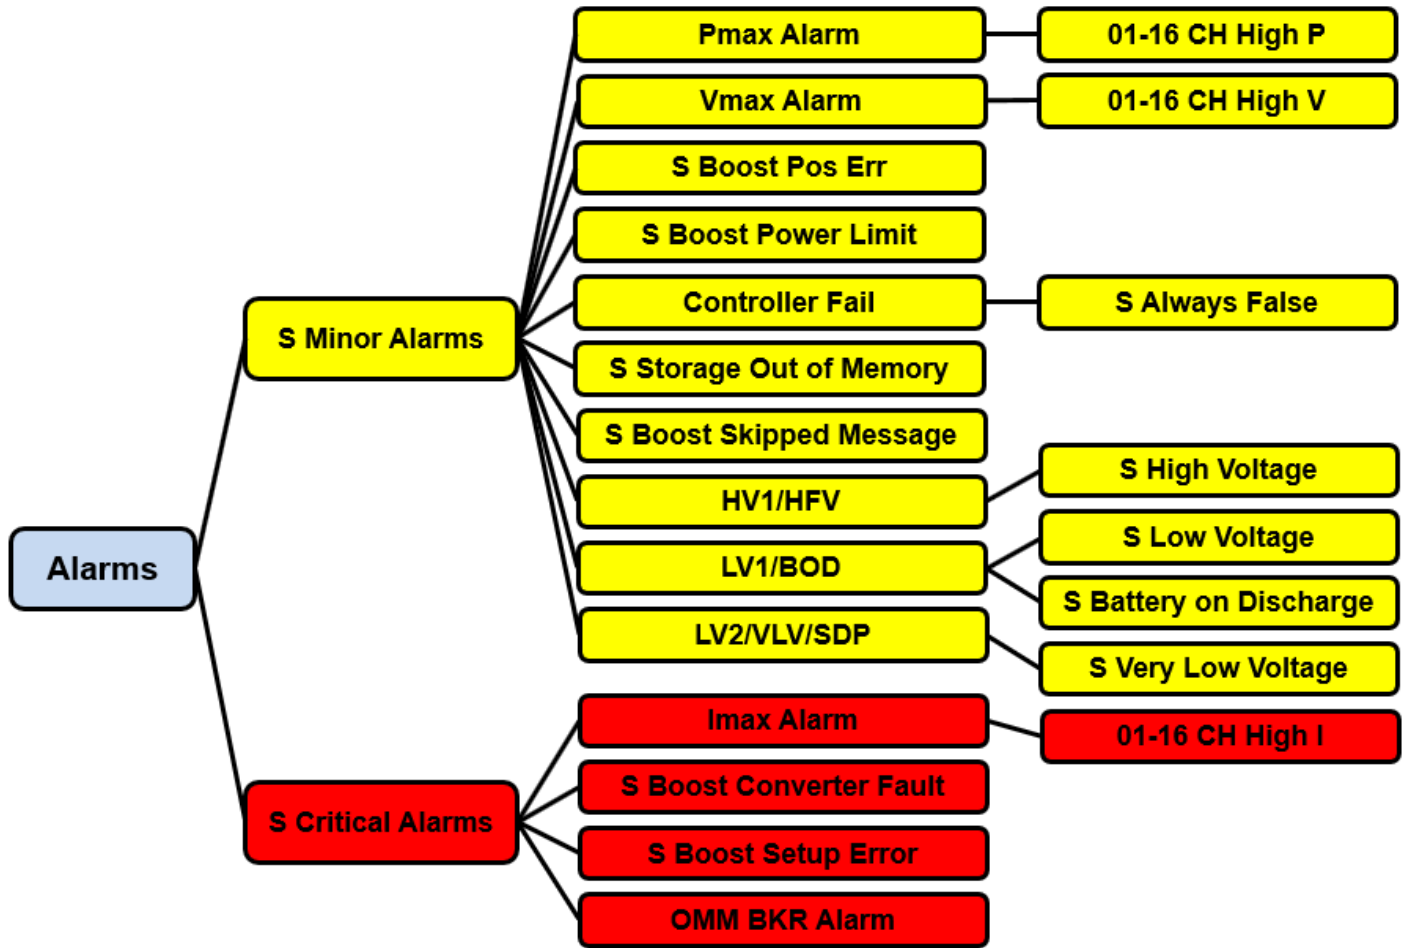 Pmax Alarm
01-16 CH High P
Vmax Alarm
01-16 CH High V
S Boost Pos Err
S Boost Power Limit
Controller Fail
S Always False
S Minor Alarms
S Storage Out of Memory
S Boost Skipped Message
S High Voltage
HV1/HFV
S Low Voltage
LV1/BOD
Alarms
S Battery on Discharge
LV2/VLV/SDP
S Very Low Voltage
Imax Alarm
01-16 CH High I
S Boost Converter Fault
S Critical Alarms
S Boost Setup Error
OMM BKR Alarm